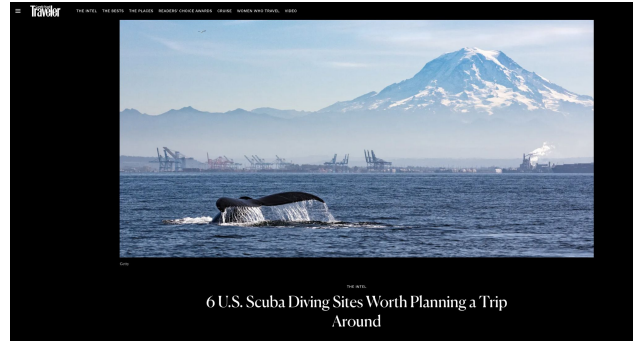 Traveler
THE INTEL THE BESTS THE PLACES READERS' CHOICE AWARDS CRUISE WOMEN WHO TRAVEL VIDEO
Getty
THE INTEL
6 U.S. Scuba Diving Sites Worth Planning a Trip
Around